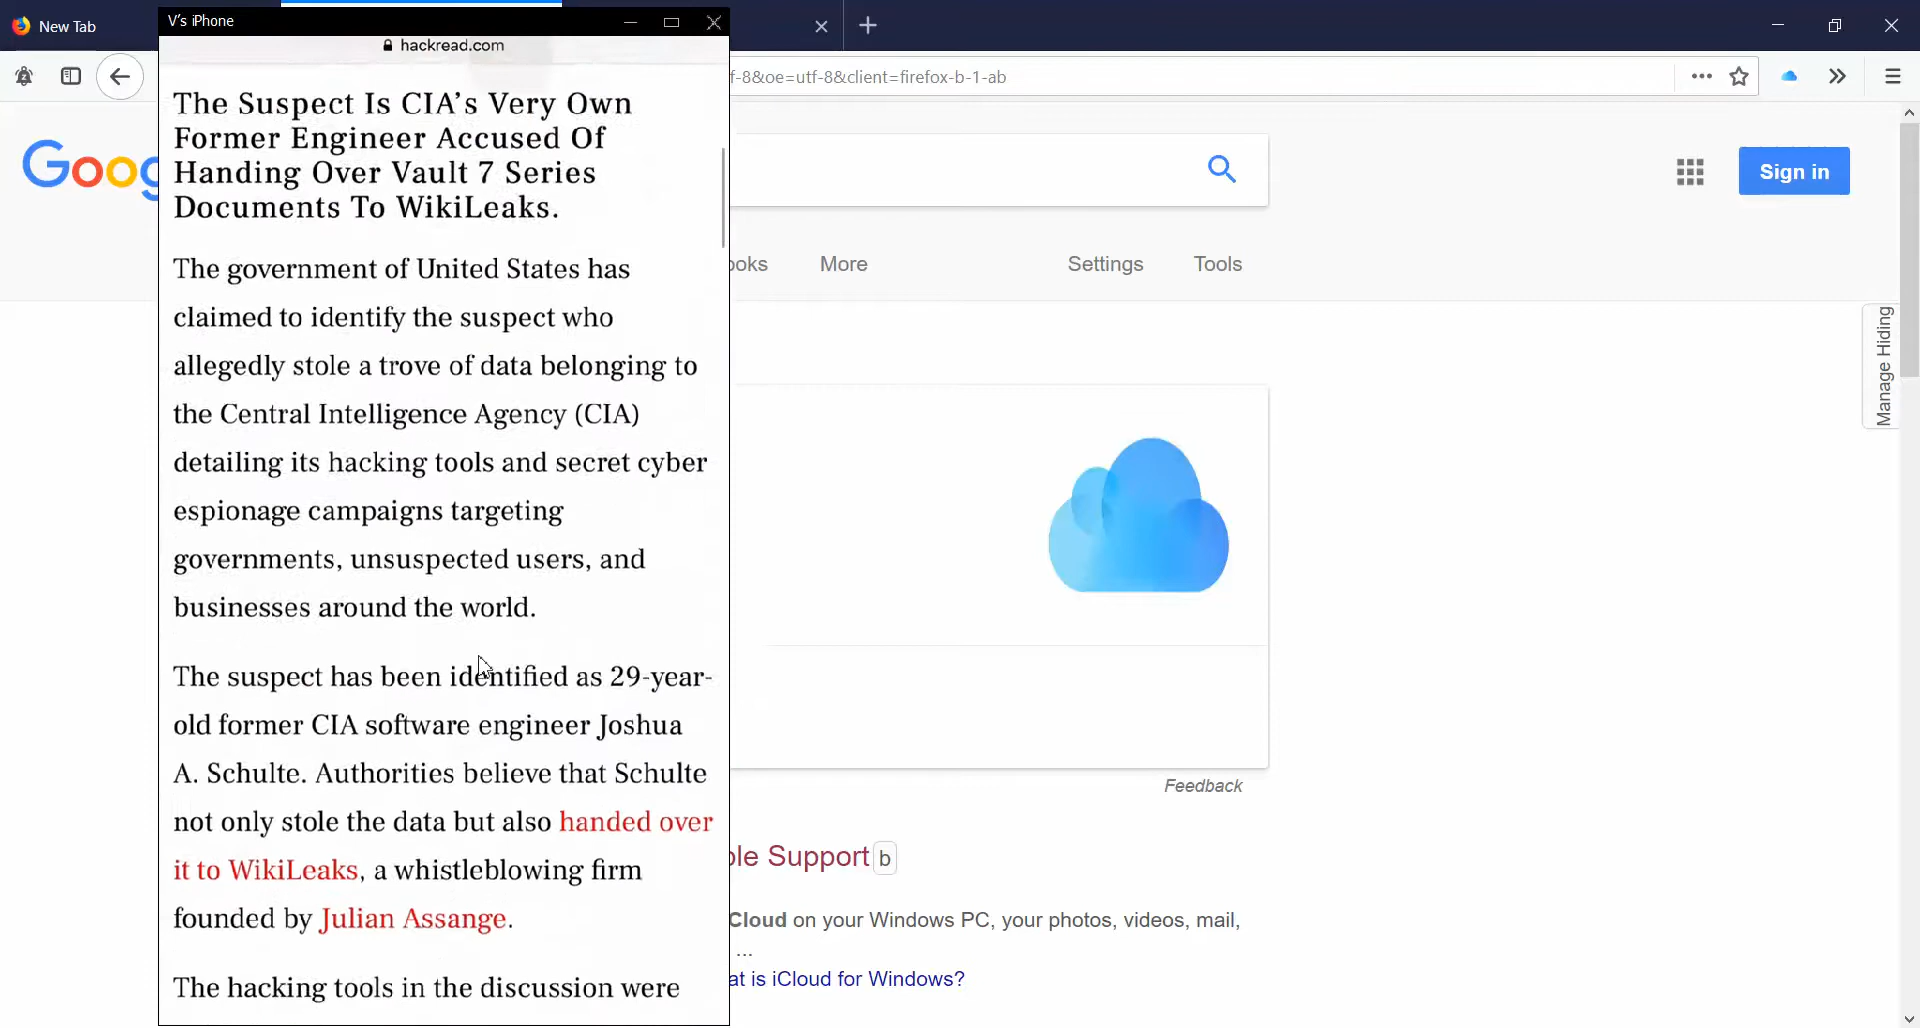 New Tab
V's iPhone
hackread.com
f-8&oe=utf-8&client=firefox-b-1-ab
The Suspect Is CIA’s Very Own
Former Engineer Accused Of
Handing Over Vault 7 Series
Documents To WikiLeaks.
The government of United States has
claimed to identify the suspect who
allegedly stole a trove of data belonging to
the Central Intelligence Agency (CIA)
detailing its hacking tools and secret cyber
espionage campaigns targeting
governments, unsuspected users, and
businesses around the world.
The suspect has been identified as 29-year-
old former CIA software engineer Joshua
A. Schulte. Authorities believe that Schulte
not only stole the data but also handed over
it to WikiLeaks, a whistleblowing firm
founded by Julian Assange.
The hacking tools in the discussion were
Goog
Sign in
ooks More Settings Tools
Manage Hiding
Feedback
ple Support b
Cloud on your Windows PC, your photos, videos, mail,
...
at is iCloud for Windows?